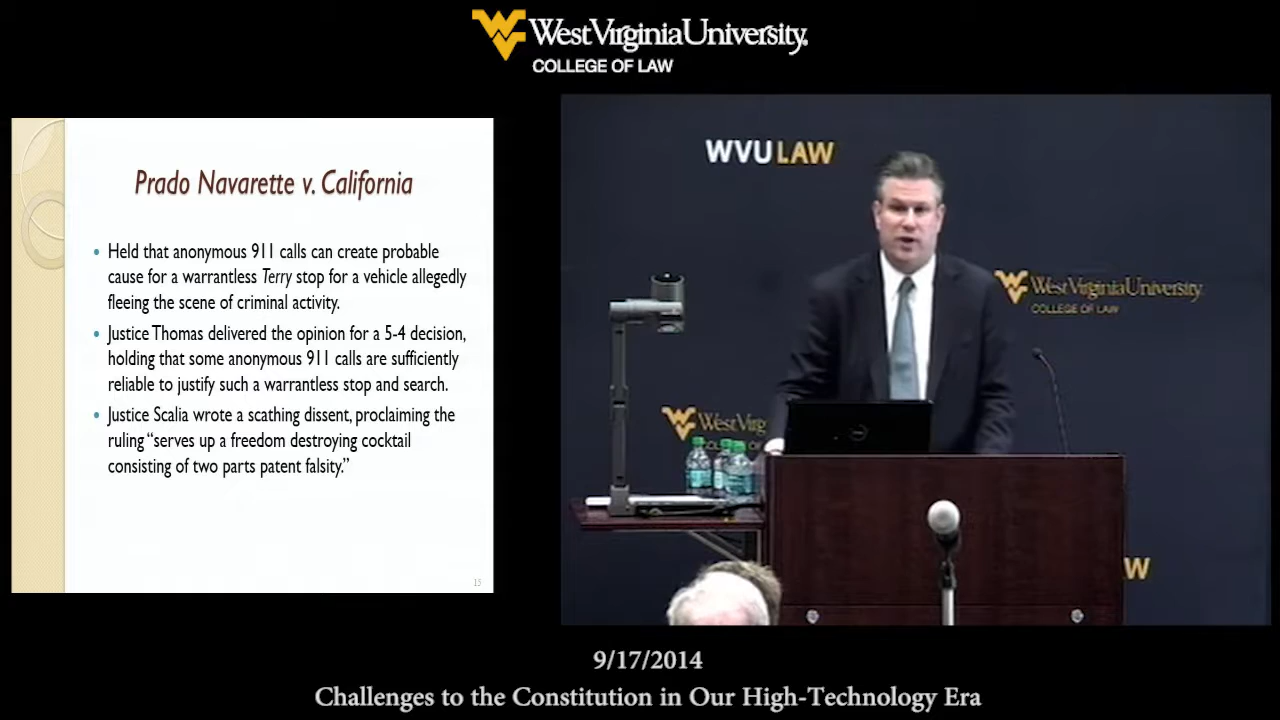 West Virginia University.
COLLEGE OF LAW
Prado Navarette v. California
• Held that anonymous 911 calls can create probable
cause for a warrantless Terry stop for a vehicle allegedly
fleeing the scene of criminal activity.
• Justice Thomas delivered the opinion for a 5-4 decision,
holding that some anonymous 911 calls are sufficiently
reliable to justify such a warrantless stop and search.
• Justice Scalia wrote a scathing dissent, proclaiming the
ruling “serves up a freedom destroying cocktail
consisting of two parts patent falsity.”
15
WVU LAW
West Virginia University.
COLLEGE OF LAW
West Virg
W
9/17/2014
Challenges to the Constitution in Our High-Technology Era